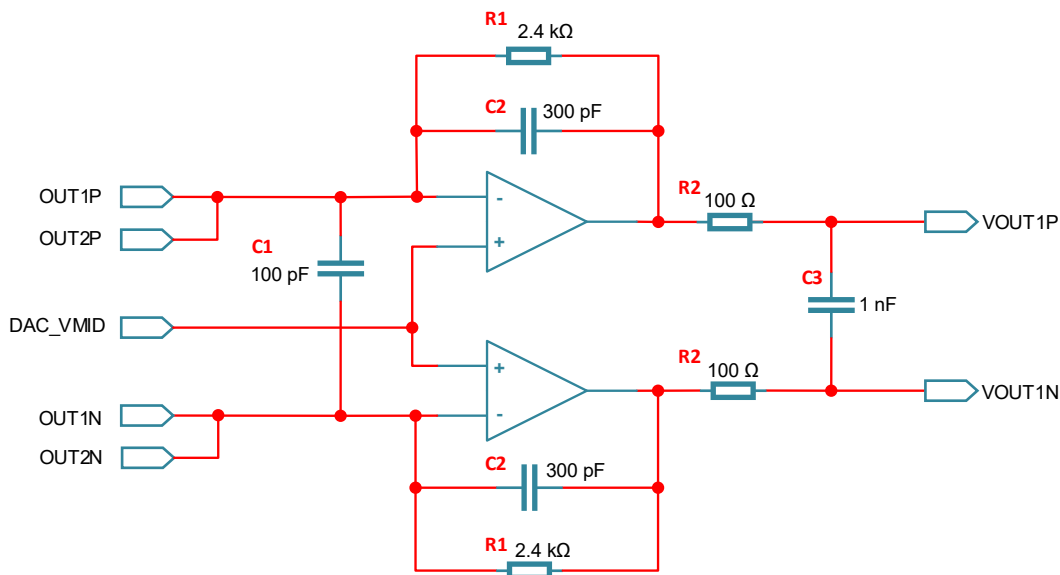 R1
2.4 kΩ
C2
300 pF
OUT1P
-
R2
100 Ω
VOUT1P
OUT2P
+
C1
100 pF
C3
1 nF
DAC_VMID
+
R2
100 Ω
VOUT1N
OUT1N
-
OUT2N
C2
300 pF
R1
2.4 kΩ